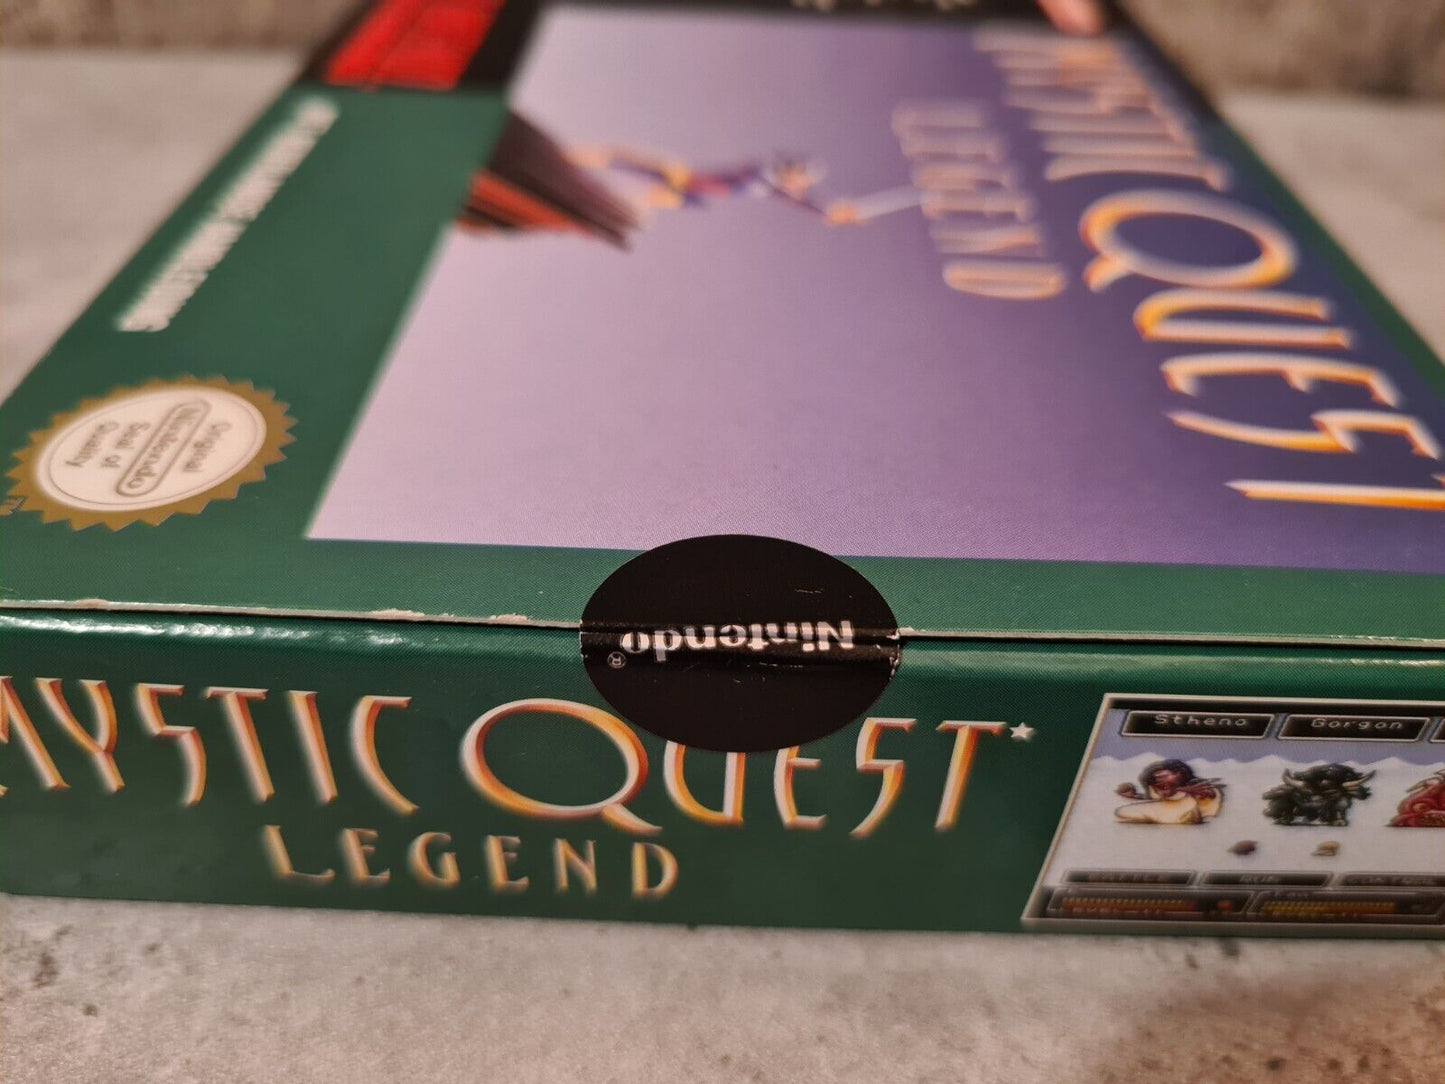 MYSTIC QUEST
LEGEND
Original
Nintendo
Seal of
Quality
Nintendo®
MYSTIC QUEST*
LEGEND
Stheno
Gorgon